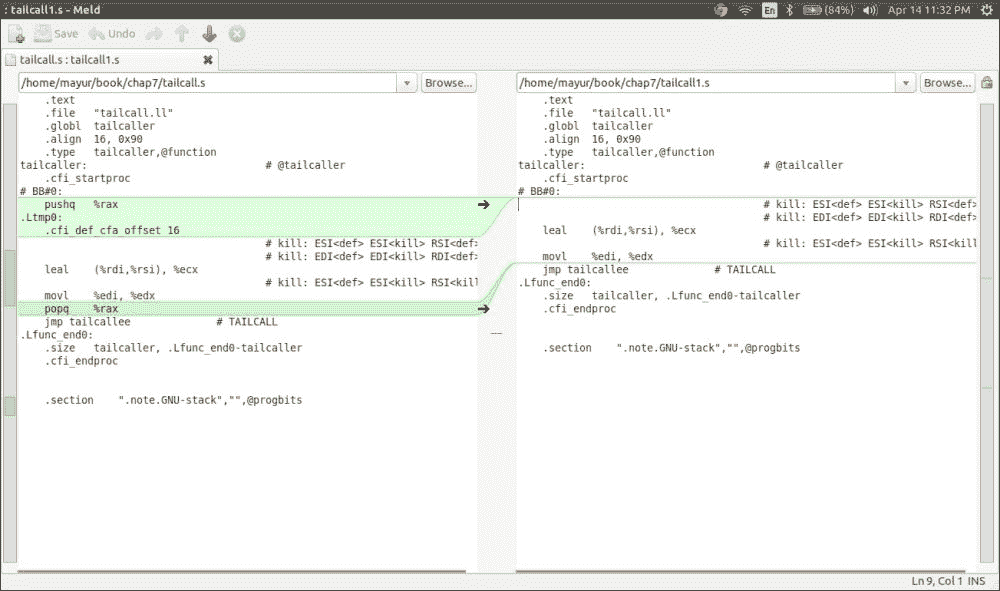 : tailcall1.s - Meld
En
(84%)
Apr 14 11:32 PM
Save
Undo
tailcall.s : tailcall1.s
/home/mayur/book/chap7/tailcall.s
Browse...
.text
.file "tailcall.ll"
.globl tailcaller
.align 16, 0x90
.type tailcaller,@function
tailcaller: # @tailcaller
.cfi_startproc
# BB#0:
pushq %rax
.Ltmp0:
.cfi_def_cfa_offset 16
# kill: ESI<def> ESI<kill> RSI<def>
# kill: EDI<def> EDI<kill> RDI<def>
leal (%rdi,%rsi), %ecx
# kill: ESI<def> ESI<kill> RSI<kill
movl %edi, %edx
popq %rax
jmp tailcallee # TAILCALL
.Lfunc_end0:
.size tailcaller, .Lfunc_end0-tailcaller
.cfi_endproc
.section ".note.GNU-stack","",@progbits
/home/mayur/book/chap7/tailcall1.s
Browse...
.text
.file "tailcall.ll"
.globl tailcaller
.align 16, 0x90
.type tailcaller,@function
tailcaller: # @tailcaller
.cfi_startproc
# BB#0:
# kill: ESI<def> ESI<kill> RSI<def>
# kill: EDI<def> EDI<kill> RDI<def>
leal (%rdi,%rsi), %ecx
# kill: ESI<def> ESI<kill> RSI<kill
movl %edi, %edx
jmp tailcallee # TAILCALL
.Lfunc_end0:
.size tailcaller, .Lfunc_end0-tailcaller
.cfi_endproc
.section ".note.GNU-stack","",@progbits
Ln 9, Col 1 INS